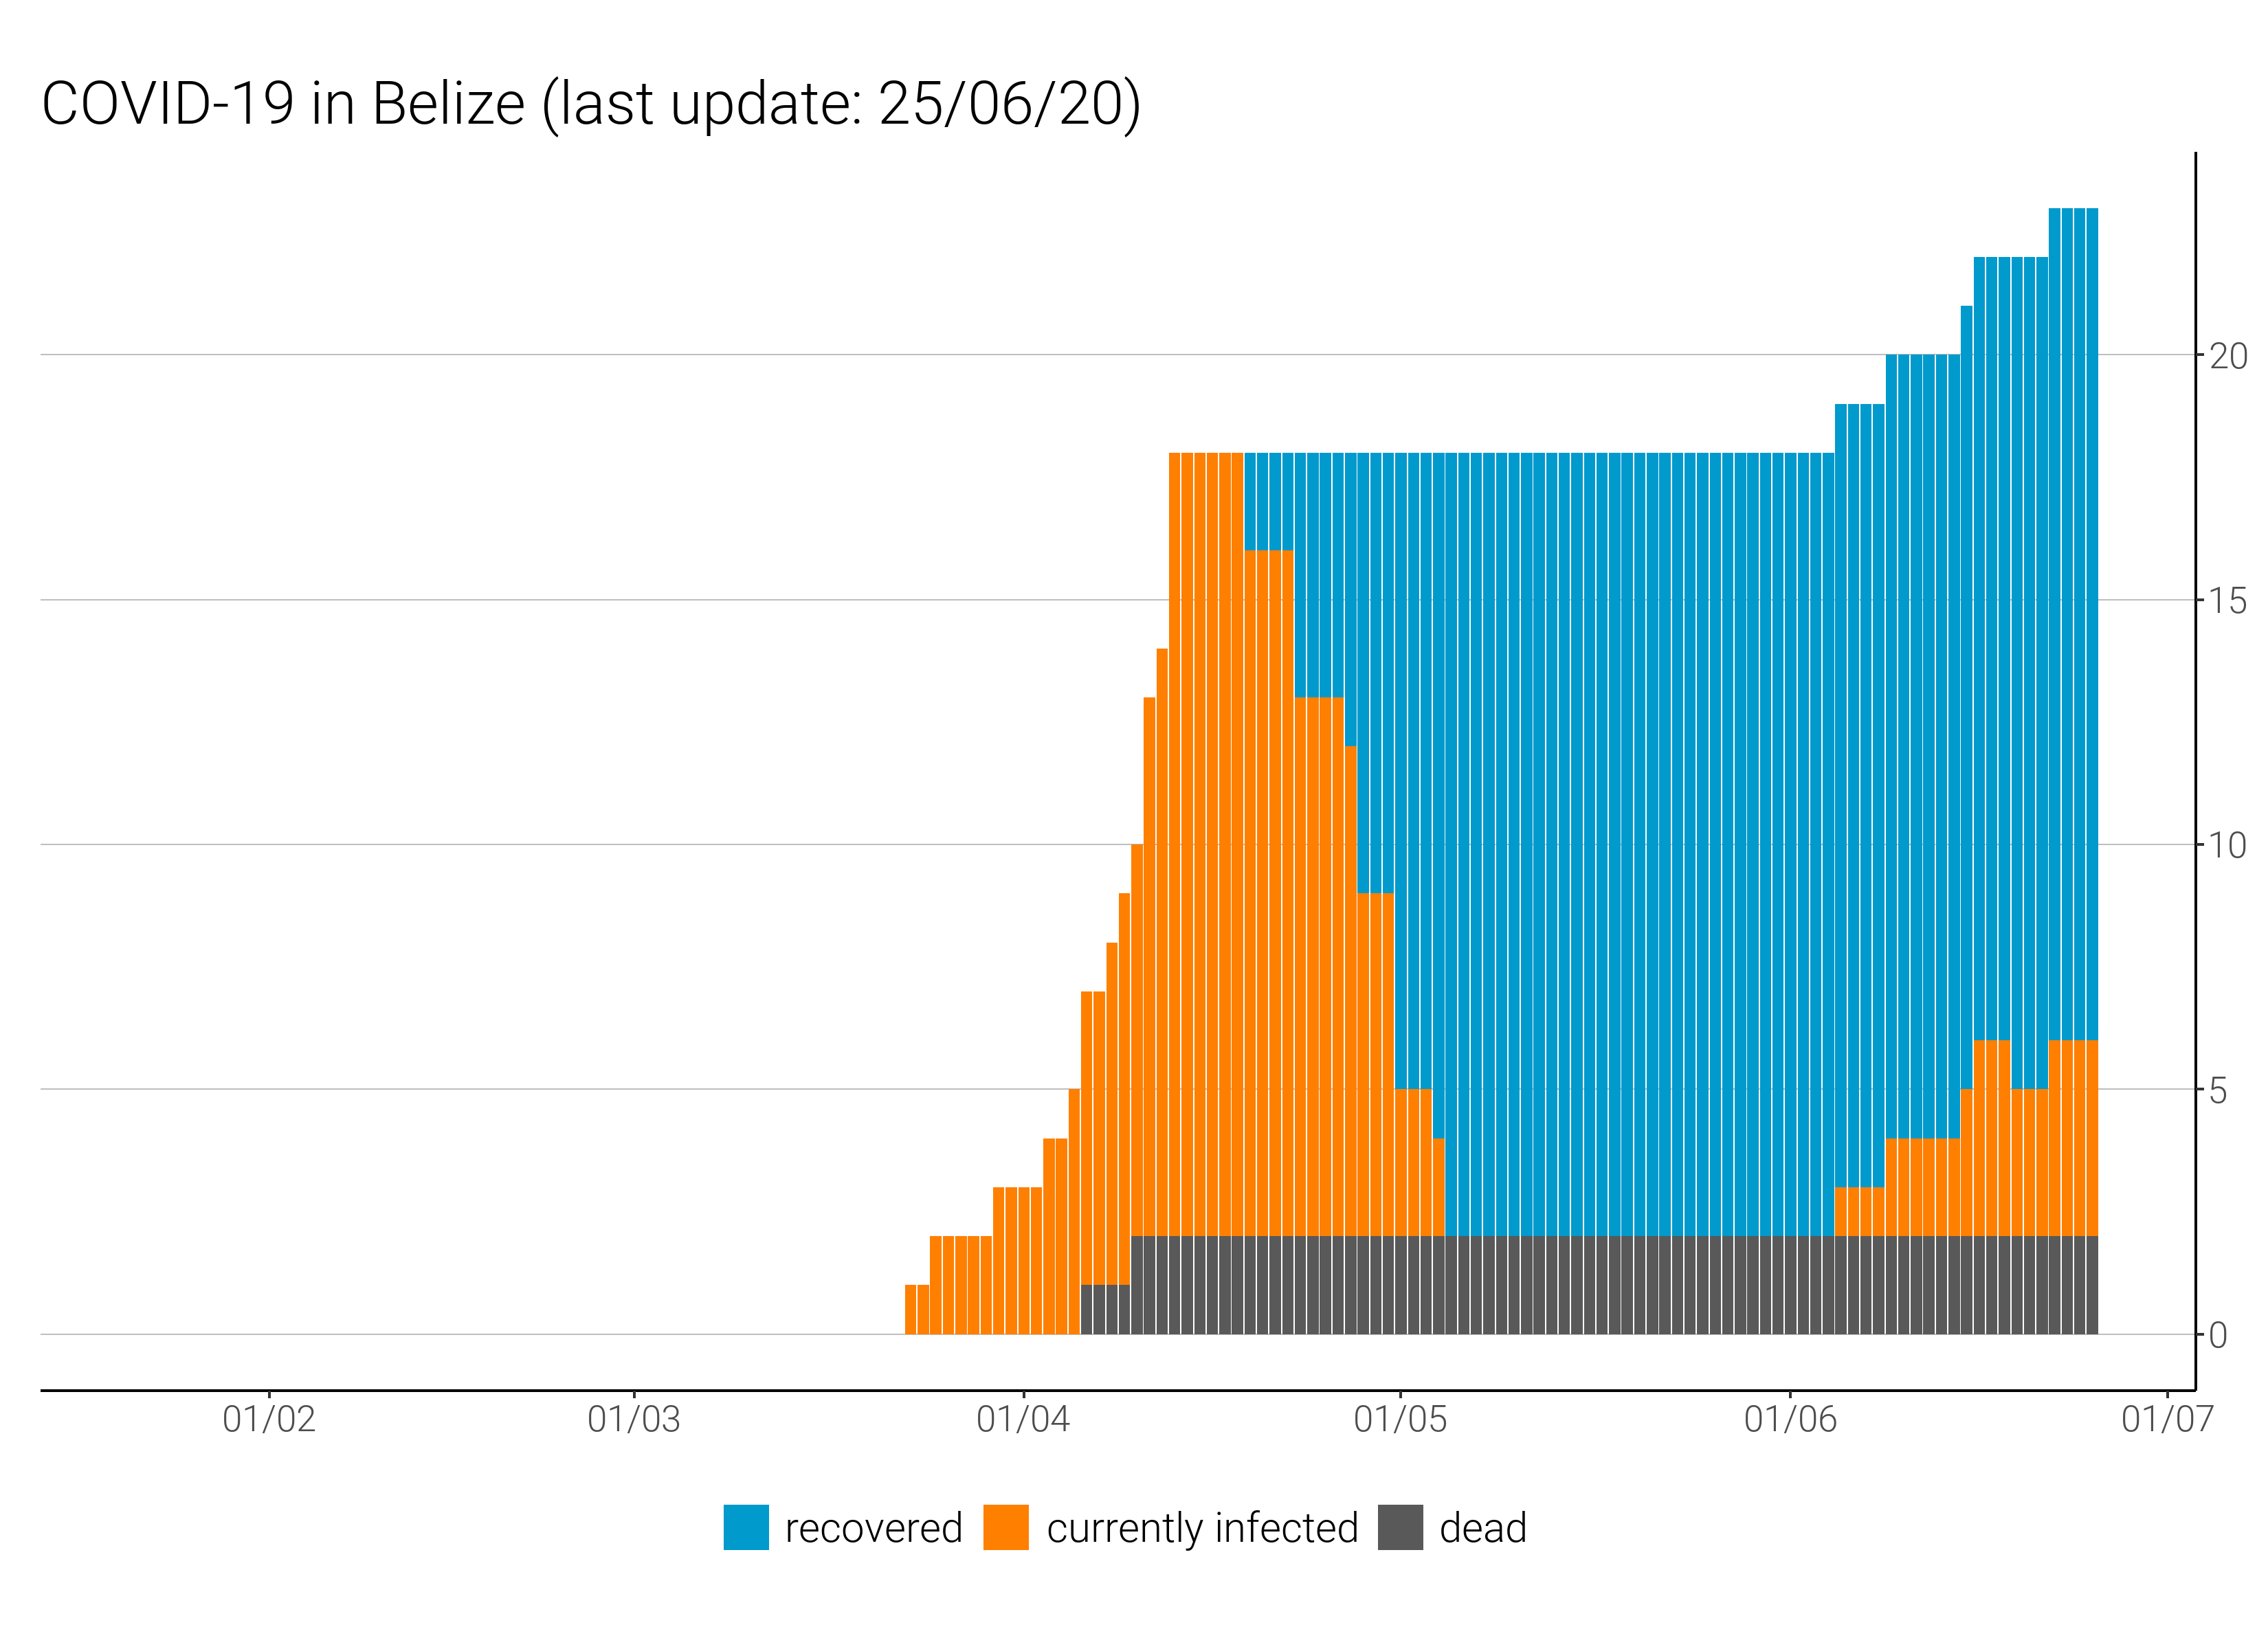 COVID-19 in Belize (last update: 25/06/20)
20
15
10
5
0
01/02 01/03 01/04 01/05 01/06 01/07
recovered currently infected dead